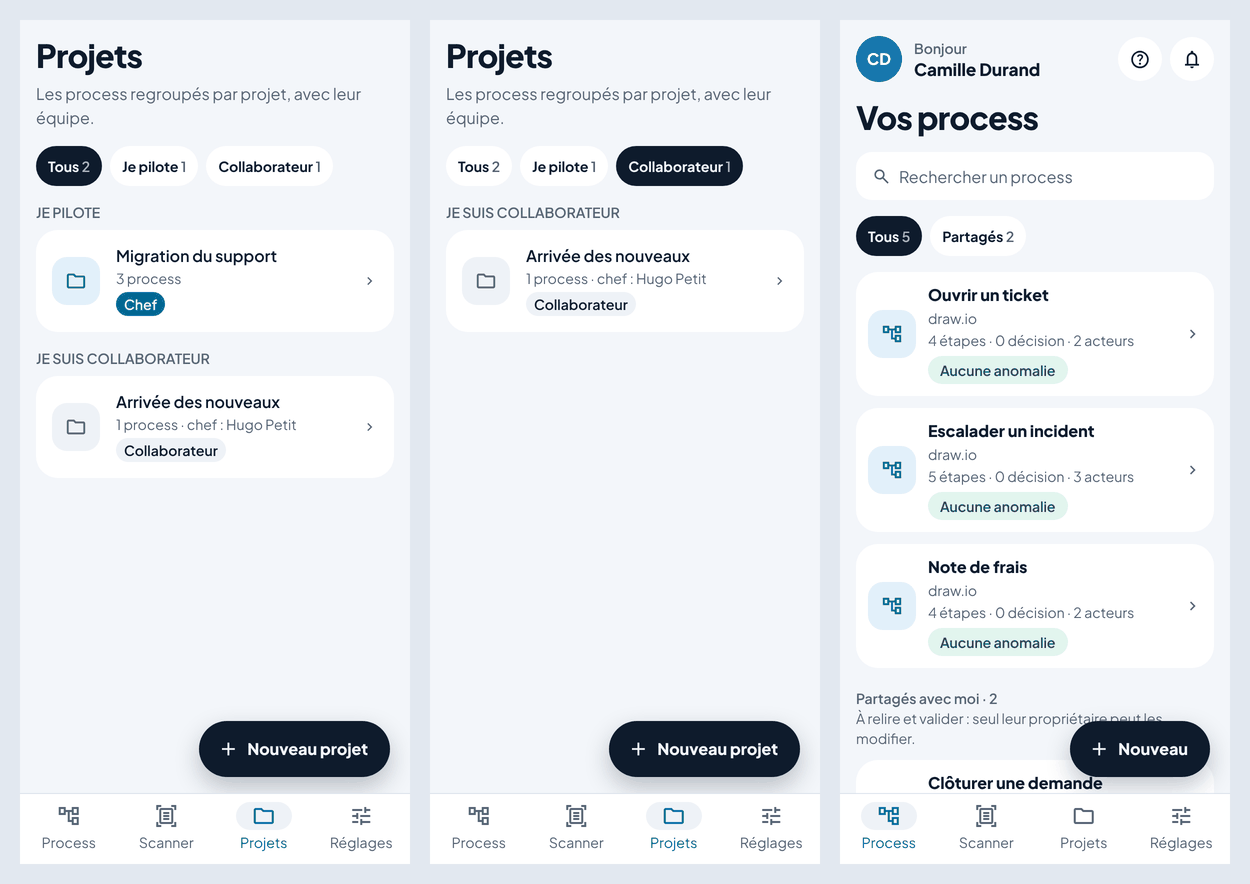 Projets
Les process regroupés par projet, avec leur
équipe.
Tous 2
Je pilote 1
Collaborateur 1
JE PILOTE
Migration du support
3 process
Chef
JE SUIS COLLABORATEUR
Arrivée des nouveaux
1 process · chef : Hugo Petit
Collaborateur
Nouveau projet
Process
Scanner
Projets
Réglages
Projets
Les process regroupés par projet, avec leur
équipe.
Tous 2
Je pilote 1
Collaborateur 1
JE SUIS COLLABORATEUR
Arrivée des nouveaux
1 process · chef : Hugo Petit
Collaborateur
Nouveau projet
Process
Scanner
Projets
Réglages
CD
Bonjour
Camille Durand
Vos process
Rechercher un process
Tous 5
Partagés 2
Ouvrir un ticket
draw.io
4 étapes · 0 décision · 2 acteurs
Aucune anomalie
Escalader un incident
draw.io
5 étapes · 0 décision · 3 acteurs
Aucune anomalie
Note de frais
draw.io
4 étapes · 0 décision · 2 acteurs
Aucune anomalie
Partagés avec moi · 2
À relire et valider : seul leur propriétaire peut les
modifier.
Nouveau
Clôturer une demande
Process
Scanner
Projets
Réglages